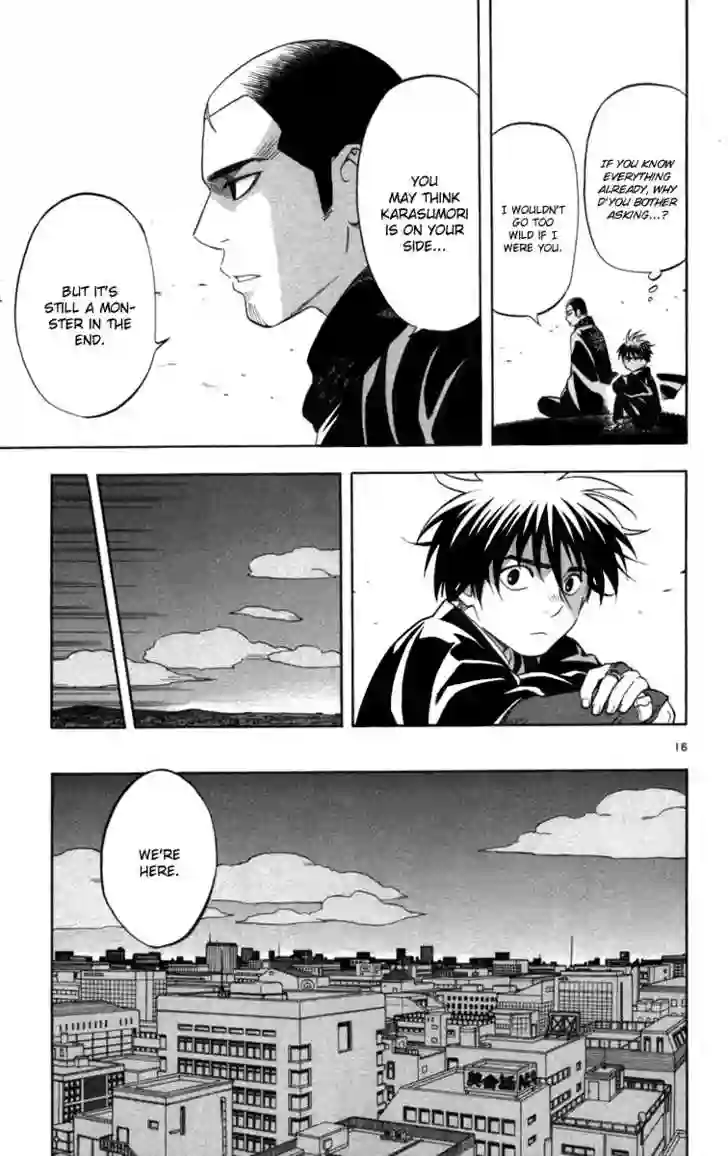 IF YOU KNOW
EVERYTHING
ALREADY, WHY
D'YOU BOTHER
ASKING...?
I WOULDN'T
GO TOO
WILD IF I
WERE YOU.
YOU
MAY THINK
KARASUMORI
IS ON YOUR
SIDE...
BUT IT'S
STILL A MON-
STER IN THE
END.
16
WE'RE
HERE.